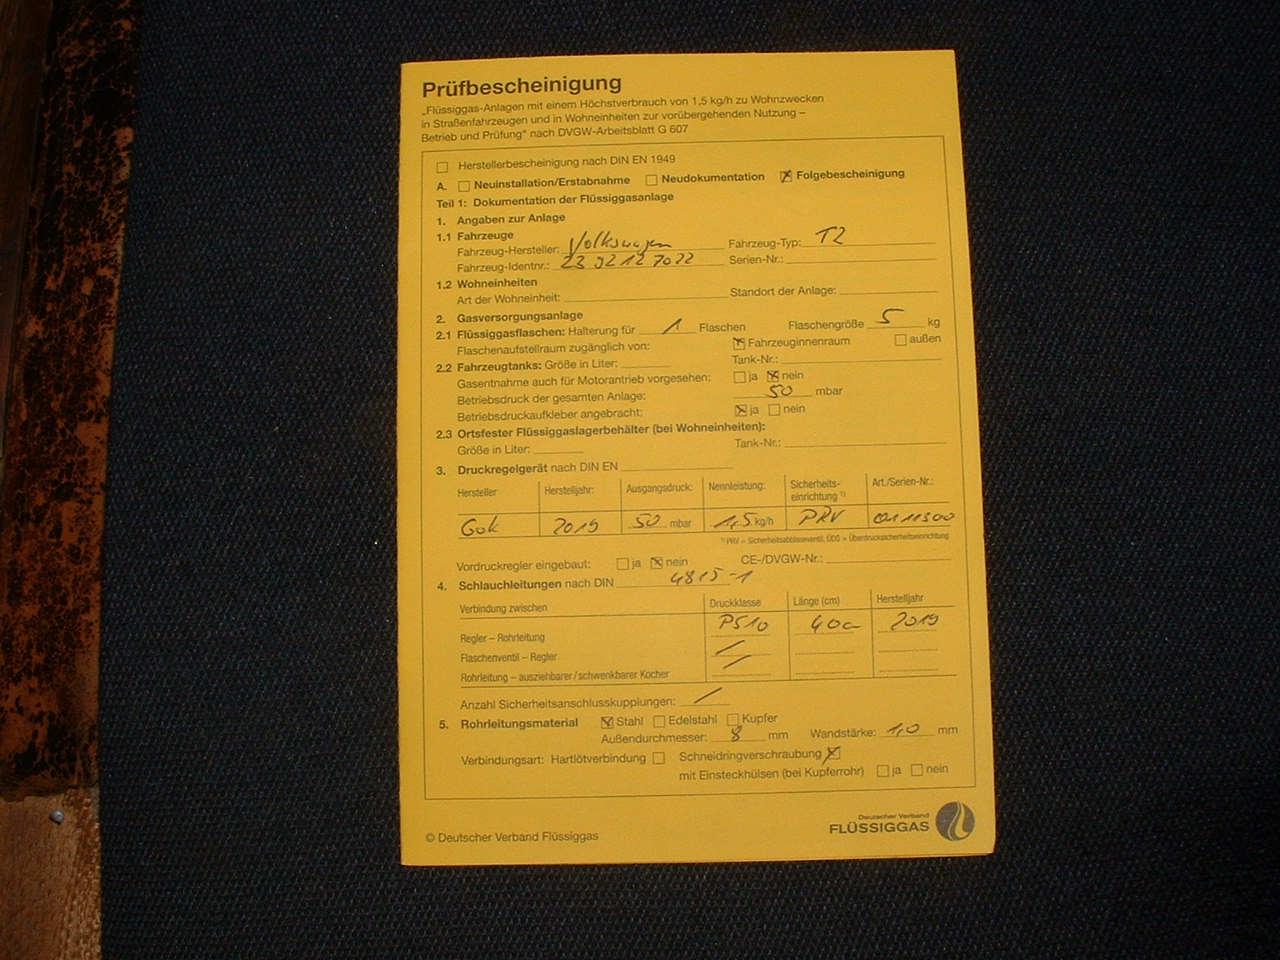 Prüfbescheinigung
„Flüssiggas-Anlagen mit einem Höchstverbrauch von 1,5 kg/h zu Wohnzwecken
in Straßenfahrzeugen und in Wohneinheiten zur vorübergehenden Nutzung –
Betrieb und Prüfung" nach DVGW-Arbeitsblatt G 607
Herstellerbescheinigung nach DIN EN 1949
A. Neuinstallation/Erstabnahme Neudokumentation Folgebescheinigung
Teil 1: Dokumentation der Flüssiggasanlage
1. Angaben zur Anlage
1.1 Fahrzeuge
Fahrzeug-Hersteller: Volkswagen Fahrzeug-Typ: T2
Fahrzeug-Identnr.: 23 92127022 Serien-Nr.:
1.2 Wohneinheiten
Art der Wohneinheit: Standort der Anlage:
2. Gasversorgungsanlage
2.1 Flüssiggasflaschen: Halterung für 1 Flaschen Flaschengröße 5 kg
Flaschenaufstellraum zugänglich von: Fahrzeuginnenraum außen
2.2 Fahrzeugtanks: Größe in Liter: Tank-Nr.:
Gasentnahme auch für Motorantrieb vorgesehen: ja nein
Betriebsdruck der gesamten Anlage: 50 mbar
Betriebsdruckaufkleber angebracht: ja nein
2.3 Ortsfester Flüssiggaslagerbehälter (bei Wohneinheiten):
Größe in Liter: Tank-Nr.:
3. Druckregelgerät nach DIN EN
Hersteller Herstelljahr: Ausgangsdruck: Nennleistung: Sicherheits-einrichtung 1) Art./Serien-Nr.:
GOK 2019 50 mbar 1,5 kg/h PRV 0111300
1) PRV = Sicherheitsabblaseventil, ÜDS = Überdrucksicherheitseinrichtung
Vordruckregler eingebaut: ja nein CE-/DVGW-Nr.:
4. Schlauchleitungen nach DIN 4815-1
Verbindung zwischen Druckklasse Länge (cm) Herstelljahr
Regler – Rohrleitung PS10 40cm 2019
Flaschenventil – Regler /
Rohrleitung – ausziehbarer/schwenkbarer Kocher /
Anzahl Sicherheitsanschlusskupplungen: /
5. Rohrleitungsmaterial Stahl Edelstahl Kupfer
Außendurchmesser: 8 mm Wandstärke: 1,0 mm
Verbindungsart: Hartlötverbindung Schneidringverschraubung
mit Einsteckhülsen (bei Kupferrohr) ja nein
© Deutscher Verband Flüssiggas
Deutscher Verband
FLÜSSIGGAS